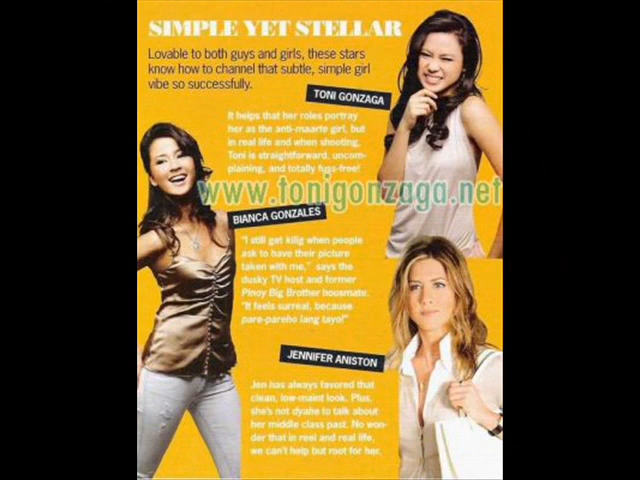 SIMPLE YET STELLAR
Lovable to both guys and girls, these stars
know how to channel that subtle, simple girl
vibe so successfully.
TONI GONZAGA
It helps that her roles portray
her as the anti-maarte girl, but
in real life and when shooting,
Toni is straightforward, uncom-
plaining, and totally fuss-free!
www.tonigonzaga.net
BIANCA GONZALES
"I still get kilig when people
ask to have their picture
taken with me," says the
dusky TV host and former
Pinoy Big Brother housmate.
"It feels surreal, because
pare-pareho lang tayo!"
JENNIFER ANISTON
Jen has always favored that
clean, low-maint look. Plus,
she's not dyahe to talk about
her middle class past. No won-
der that in reel and real life,
we can't help but root for her.